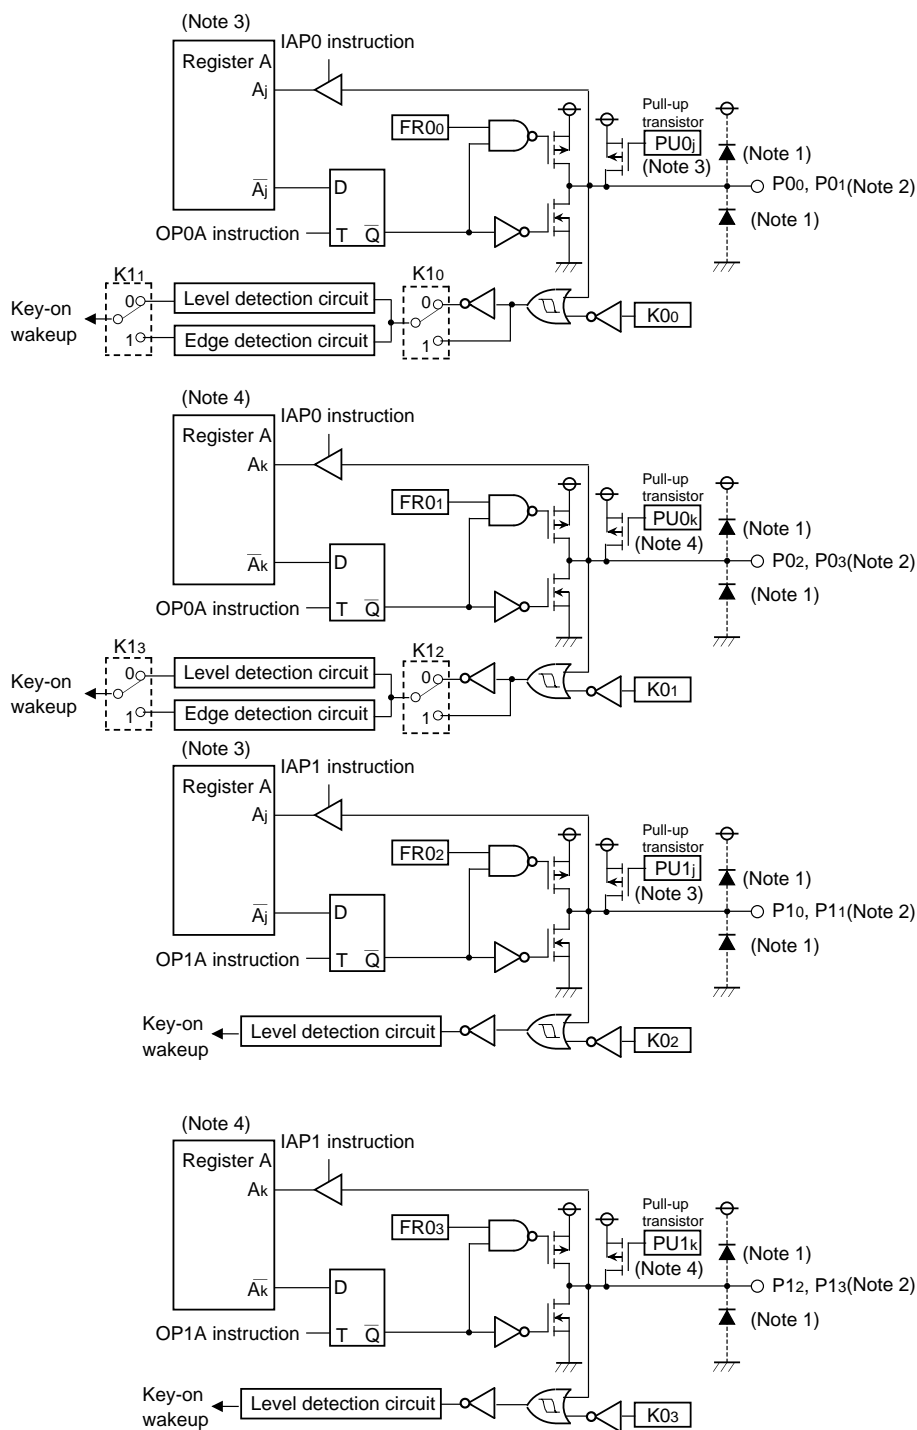 (Note 3)
IAP0 instruction
Register A
Aj
Pull-up
transistor
FR00
PU0j
(Note 1)
(Note 3)
Aj
D
P00, P01(Note 2)
(Note 1)
OP0A instruction
T Q
K11
K10
0
Level detection circuit
0
Key-on
wakeup
K00
1
Edge detection circuit
1
(Note 4)
IAP0 instruction
Register A
Ak
Pull-up
transistor
FR01
PU0k
(Note 1)
(Note 4)
Ak
D
P02, P03(Note 2)
(Note 1)
OP0A instruction
T Q
K13
K12
0
Level detection circuit
0
Key-on
wakeup
K01
1
Edge detection circuit
1
(Note 3)
IAP1 instruction
Register A
Aj
Pull-up
transistor
FR02
PU1j
(Note 1)
(Note 3)
Aj
D
P10, P11(Note 2)
(Note 1)
OP1A instruction
T Q
Key-on
wakeup
Level detection circuit
K02
(Note 4)
IAP1 instruction
Register A
Ak
Pull-up
transistor
FR03
PU1k
(Note 1)
(Note 4)
Ak
D
P12, P13(Note 2)
(Note 1)
OP1A instruction
T Q
Key-on
wakeup
Level detection circuit
K03